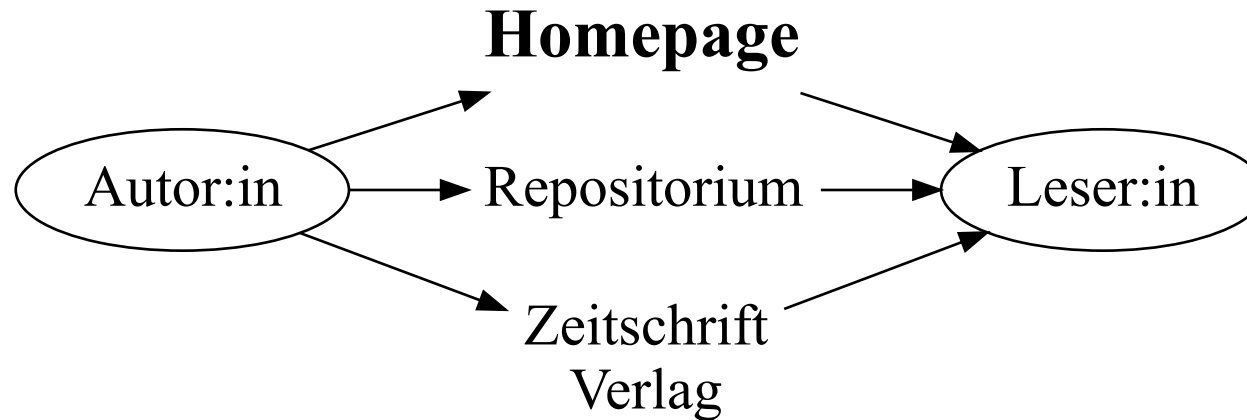 Homepage
Autor:in
Repositorium
Leser:in
Zeitschrift
Verlag